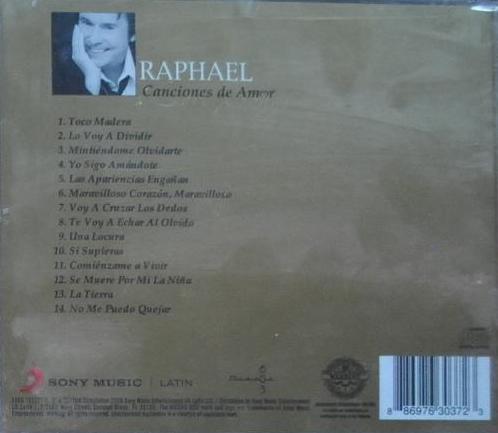 RAPHAEL
Canciones de Amor
1. Toco Madera
2. Lo Voy A Dividir
3. Mintiéndome Olvidarte
4. Yo Sigo Amándote
5. Las Apariencias Engañan
6. Maravilloso Corazón, Maravilloso
7. Voy A Cruzar Los Dedos
8. Te Voy A Echar Al Olvido
9. Una Locura
10. Si Supieras
11. Comiénzame a Vivir
12. Se Muere Por Mi La Niña
13. La Tierra
14. No Me Puedo Quejar
SONY MUSIC | LATIN
8 86976 30372 3